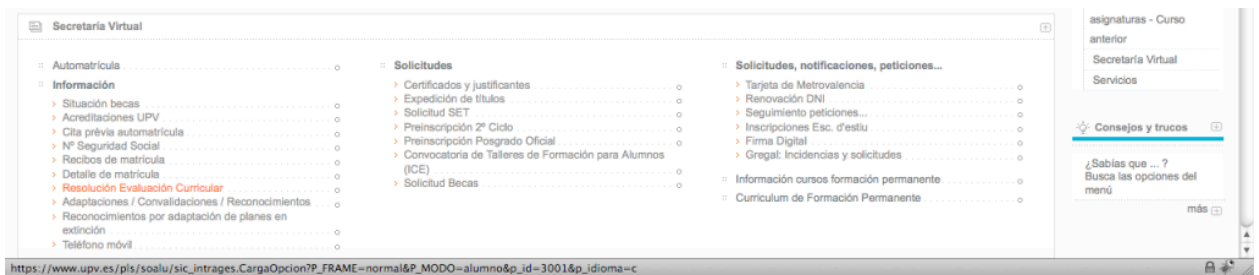 Secretaría Virtual
Automatrícula
Información
Situación becas
Acreditaciones UPV
Cita prèvia automatrícula
Nº Seguridad Social
Recibos de matrícula
Detalle de matrícula
Resolución Evaluación Curricular
Adaptaciones / Convalidaciones / Reconocimientos
Reconocimientos por adaptación de planes en
extinción
Teléfono móvil
Solicitudes
Certificados y justificantes
Expedición de títulos
Solicitud SET
Preinscripción 2º Ciclo
Preinscripción Posgrado Oficial
Convocatoria de Talleres de Formación para Alumnos
(ICE)
Solicitud Becas
Solicitudes, notificaciones, peticiones...
Tarjeta de Metrovalencia
Renovación DNI
Seguimiento peticiones...
Inscripciones Esc. d'estiu
Firma Digital
Gregal: Incidencias y solicitudes
Información cursos formación permanente
Curriculum de Formación Permanente
asignaturas - Curso
anterior
Secretaría Virtual
Servicios
Consejos y trucos
¿Sabías que ... ?
Busca las opciones del
menú
más
https://www.upv.es/pls/soalu/sic_intrages.CargaOpcion?P_FRAME=normal&P_MODO=alumno&p_id=3001&p_idioma=c